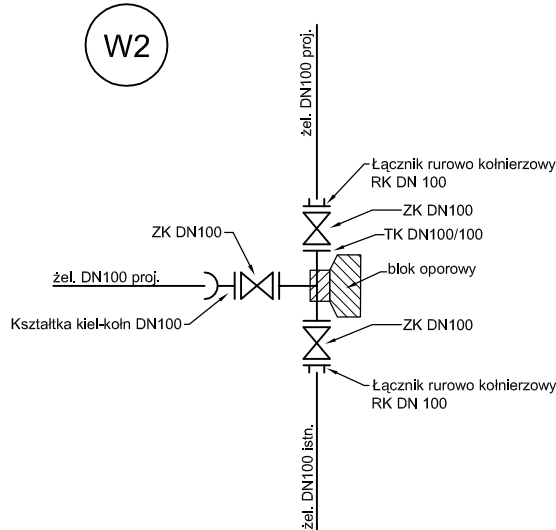 W2
żel. DN100 proj.
Łącznik rurowo kołnierzowy
RK DN 100
ZK DN100
TK DN100/100
ZK DN100
blok oporowy
żel. DN100 proj.
Kształtka kiel-kołn DN100
ZK DN100
Łącznik rurowo kołnierzowy
RK DN 100
żel. DN100 istn.